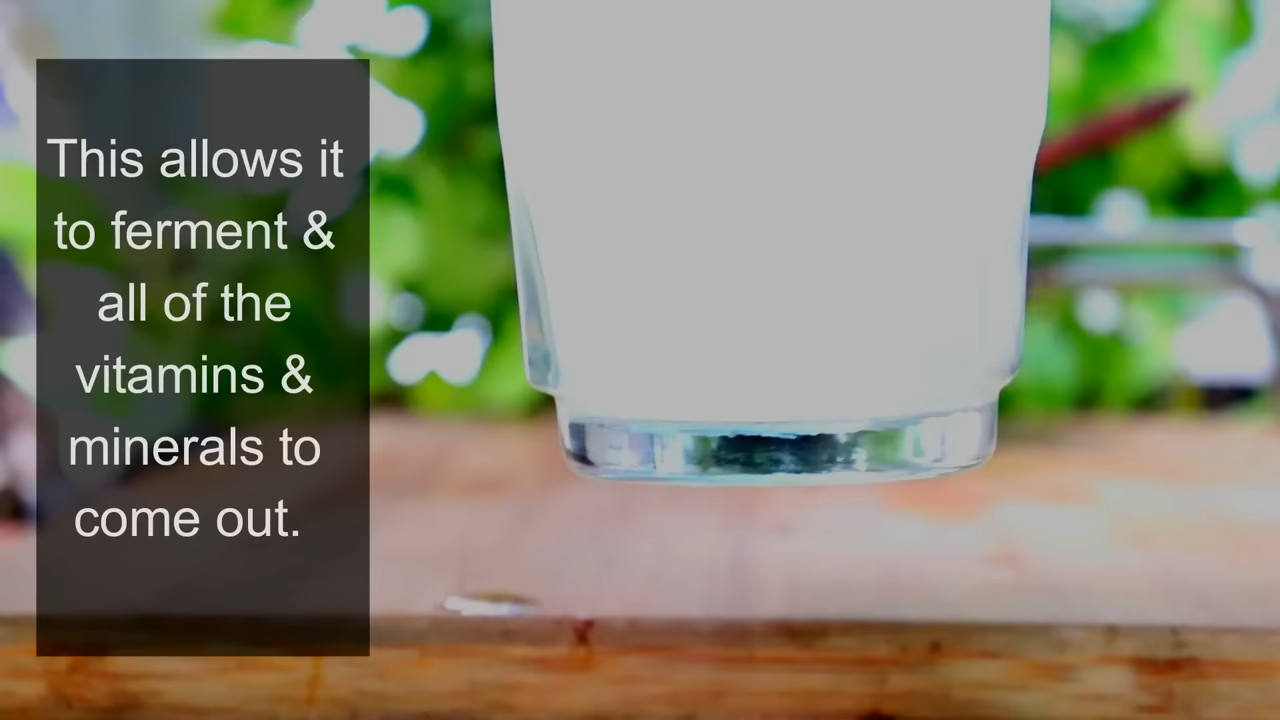 This allows it
to ferment &
all of the
vitamins &
minerals to
come out.